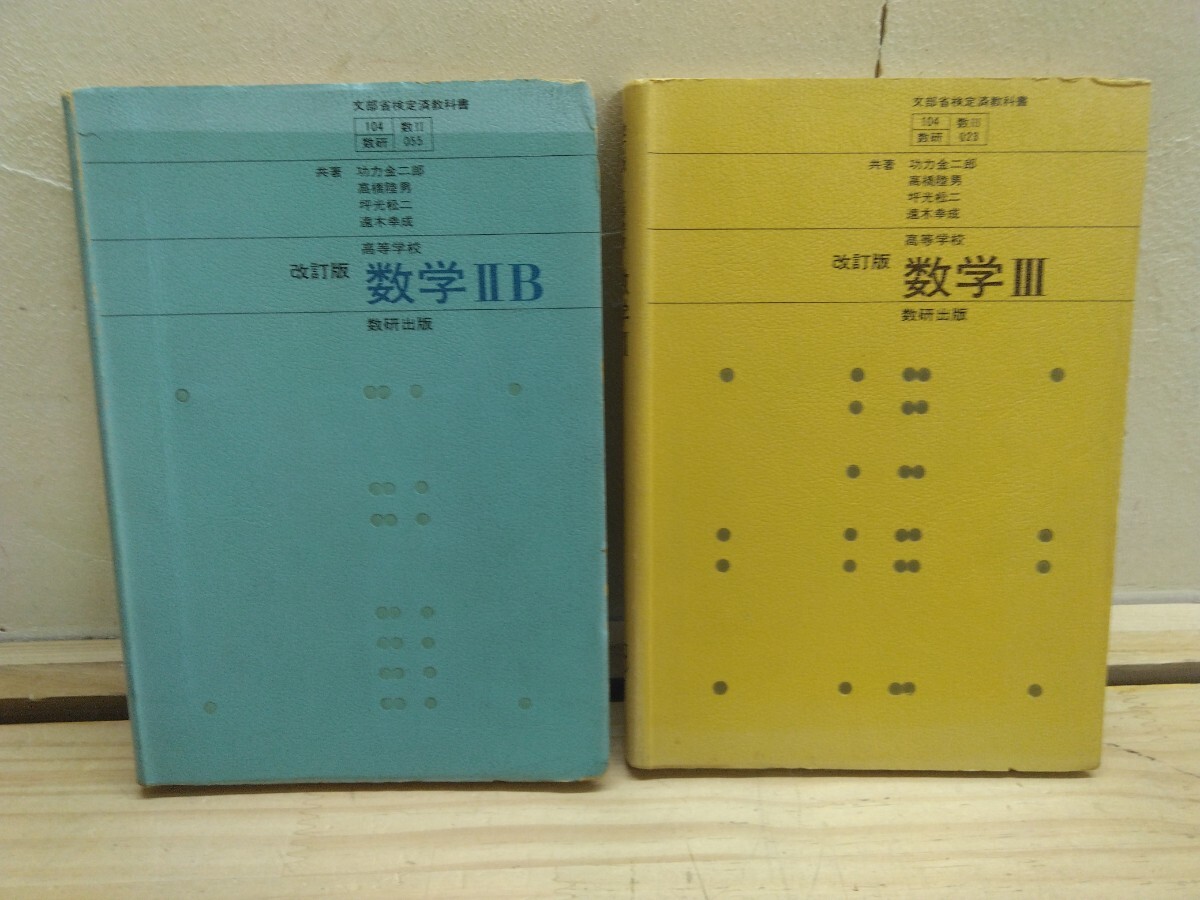 文部省検定済教科書
104 数II
数研 055
共著 功力金二郎
高橋陸男
坪光松二
遠木幸成
高等学校
改訂版 数学ⅡB
数研出版
文部省検定済教科書
104 数III
数研 023
共著 功力金二郎
高橋陸男
坪光松二
遠木幸成
高等学校
改訂版 数学Ⅲ
数研出版